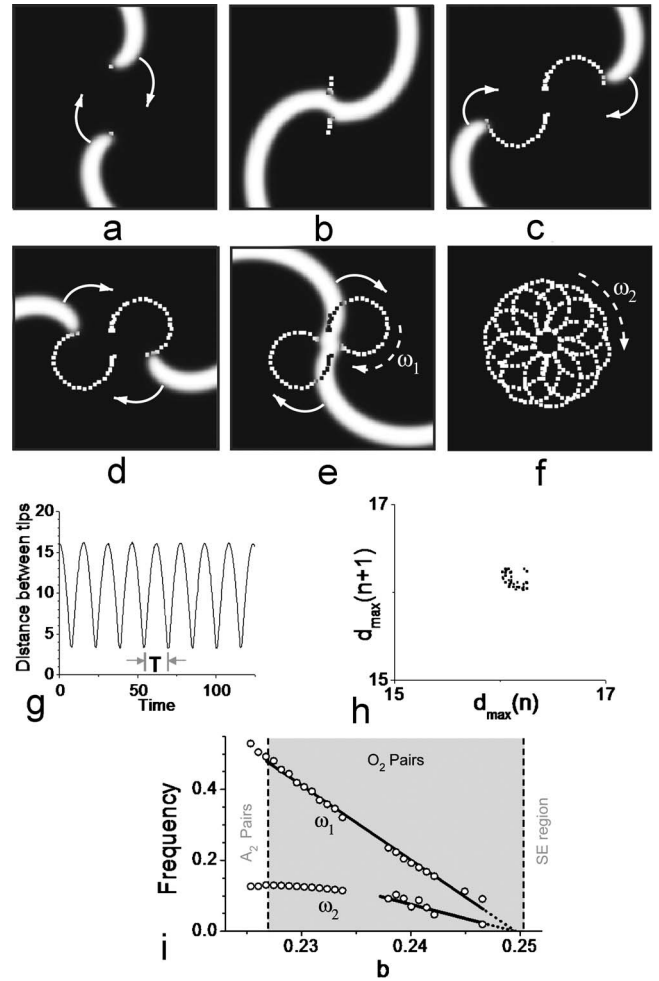 a b c
ω₁
ω₂
d e f
20
15
10
5
0
Distance between tips
T
0 50 100
Time
g
17
15
dmax(n+1)
15 17
dmax(n)
h
0.4
0.2
0.0
Frequency
A₂ Pairs
O₂ Pairs
SE region
ω₁
ω₂
0.23 0.24 0.25
b
i